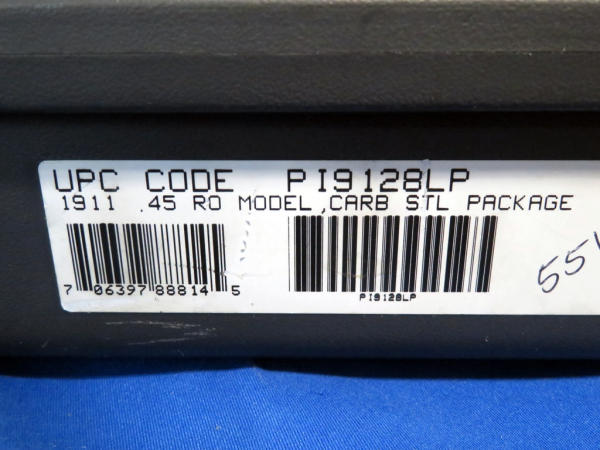 UPC CODE PI9128LP
1911 .45 RO MODEL,CARB STL PACKAGE
7 06397 88814 5
PI9128LP